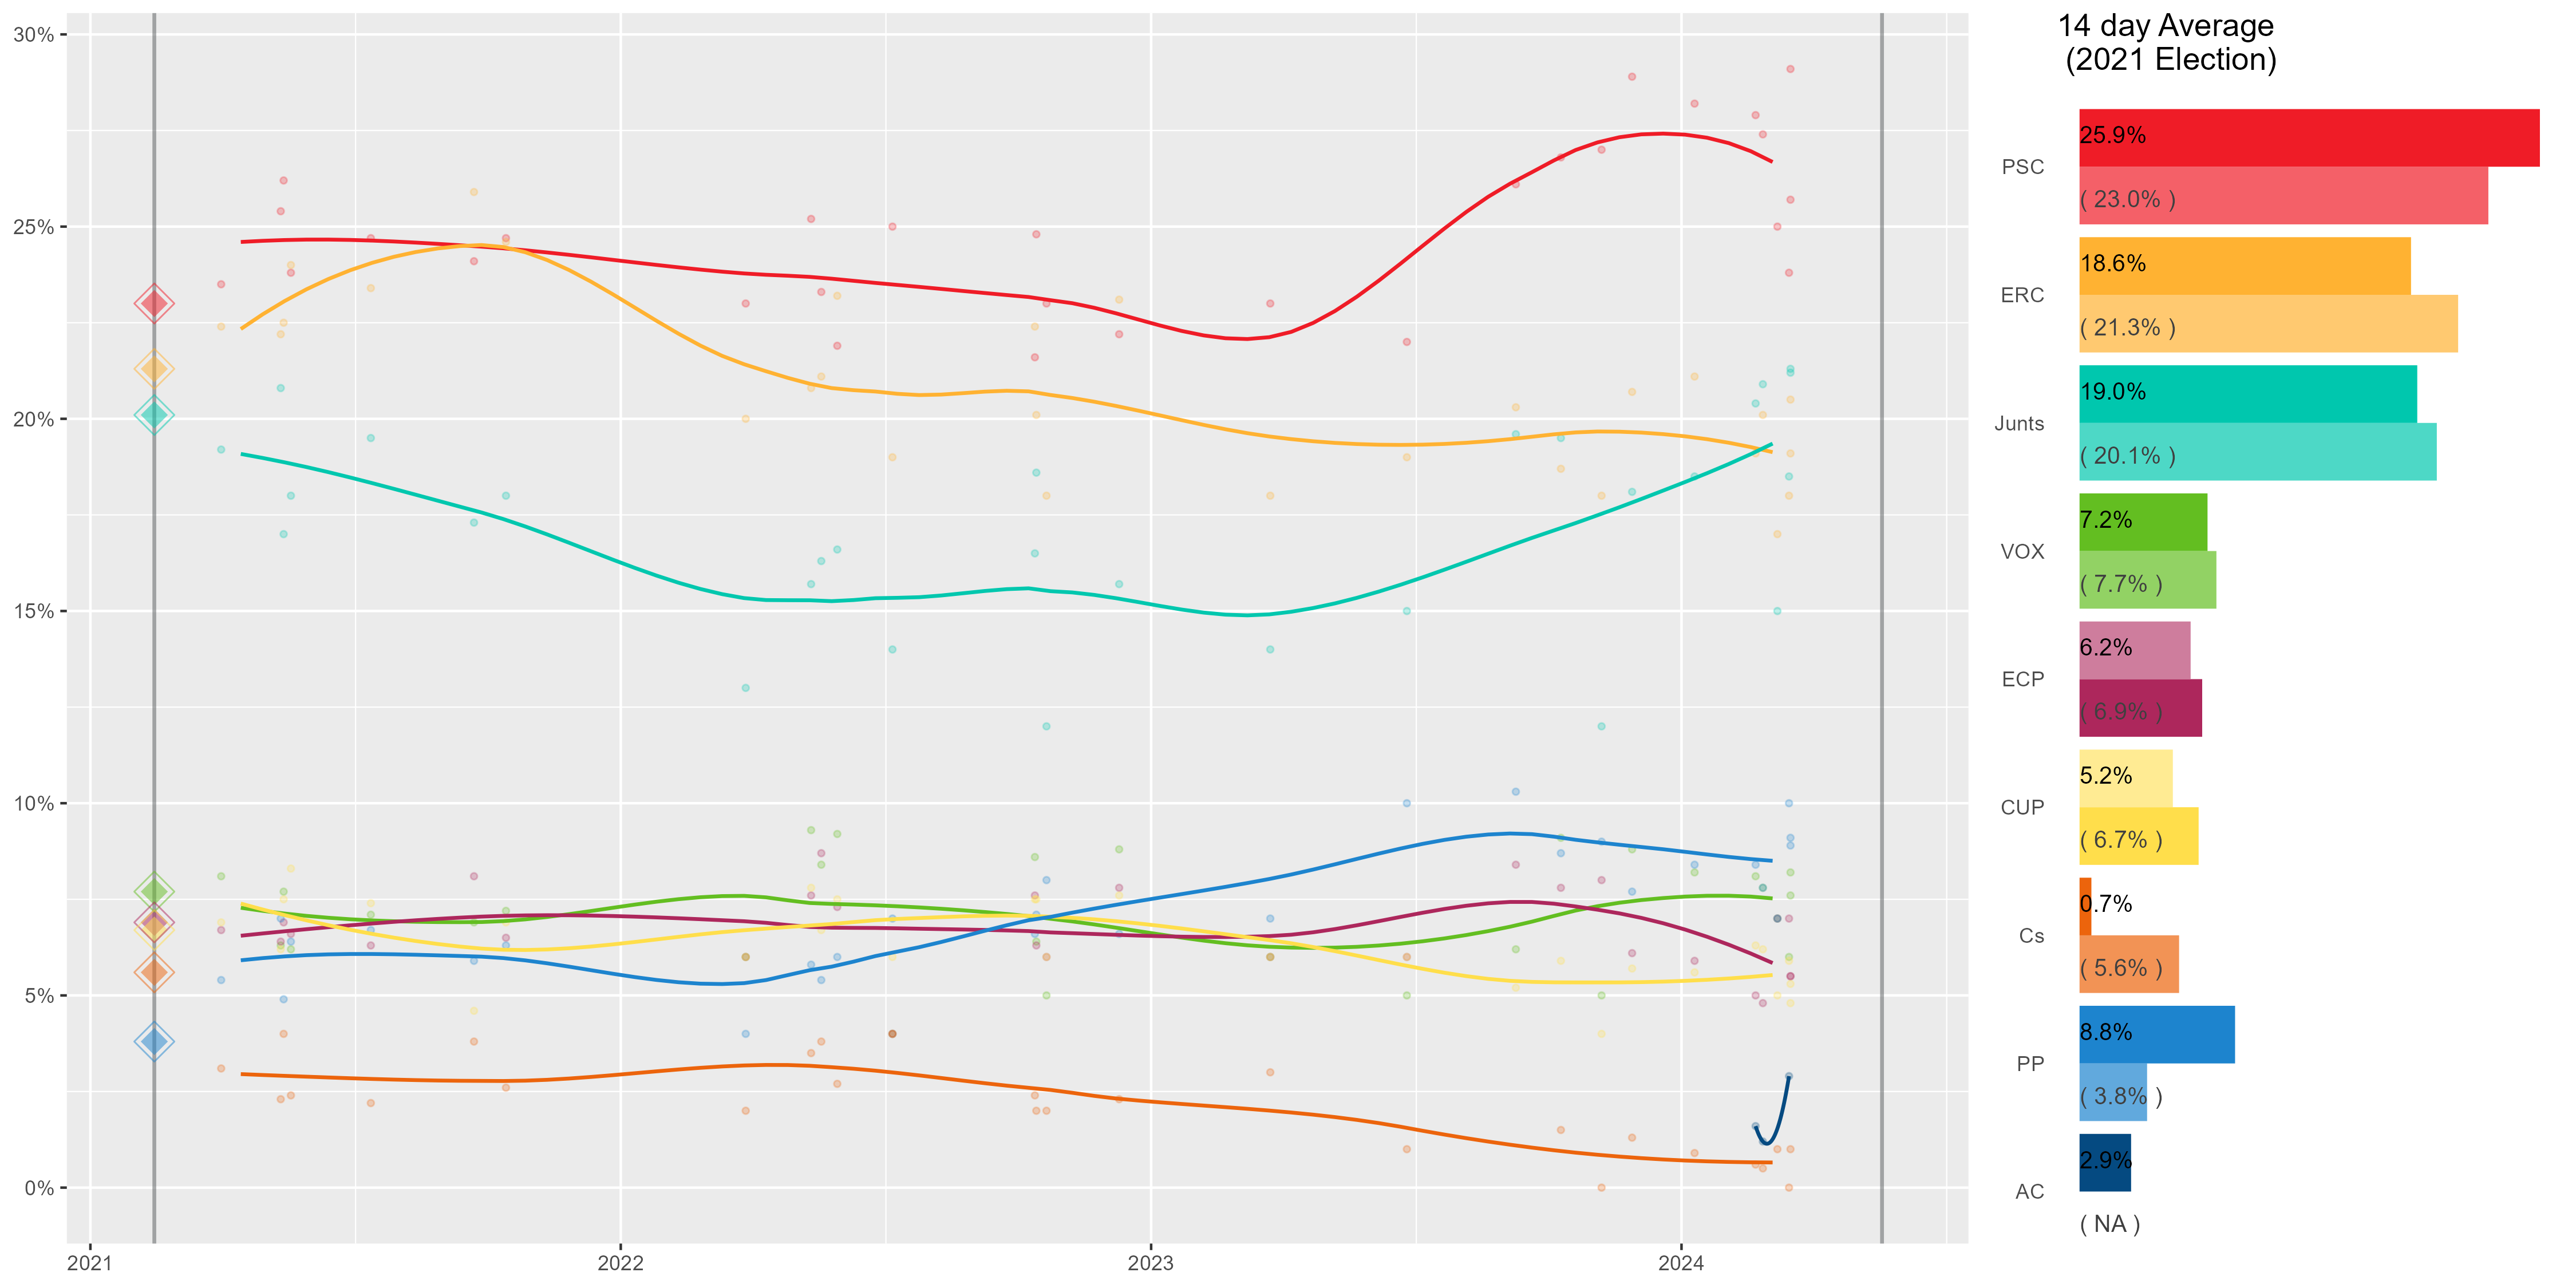 30%
25%
20%
15%
10%
5%
0%
2021
2022
2023
2024
14 day Average
(2021 Election)
PSC
25.9%
( 23.0% )
ERC
18.6%
( 21.3% )
Junts
19.0%
( 20.1% )
VOX
7.2%
( 7.7% )
ECP
6.2%
( 6.9% )
CUP
5.2%
( 6.7% )
Cs
0.7%
( 5.6% )
PP
8.8%
( 3.8% )
AC
2.9%
( NA )